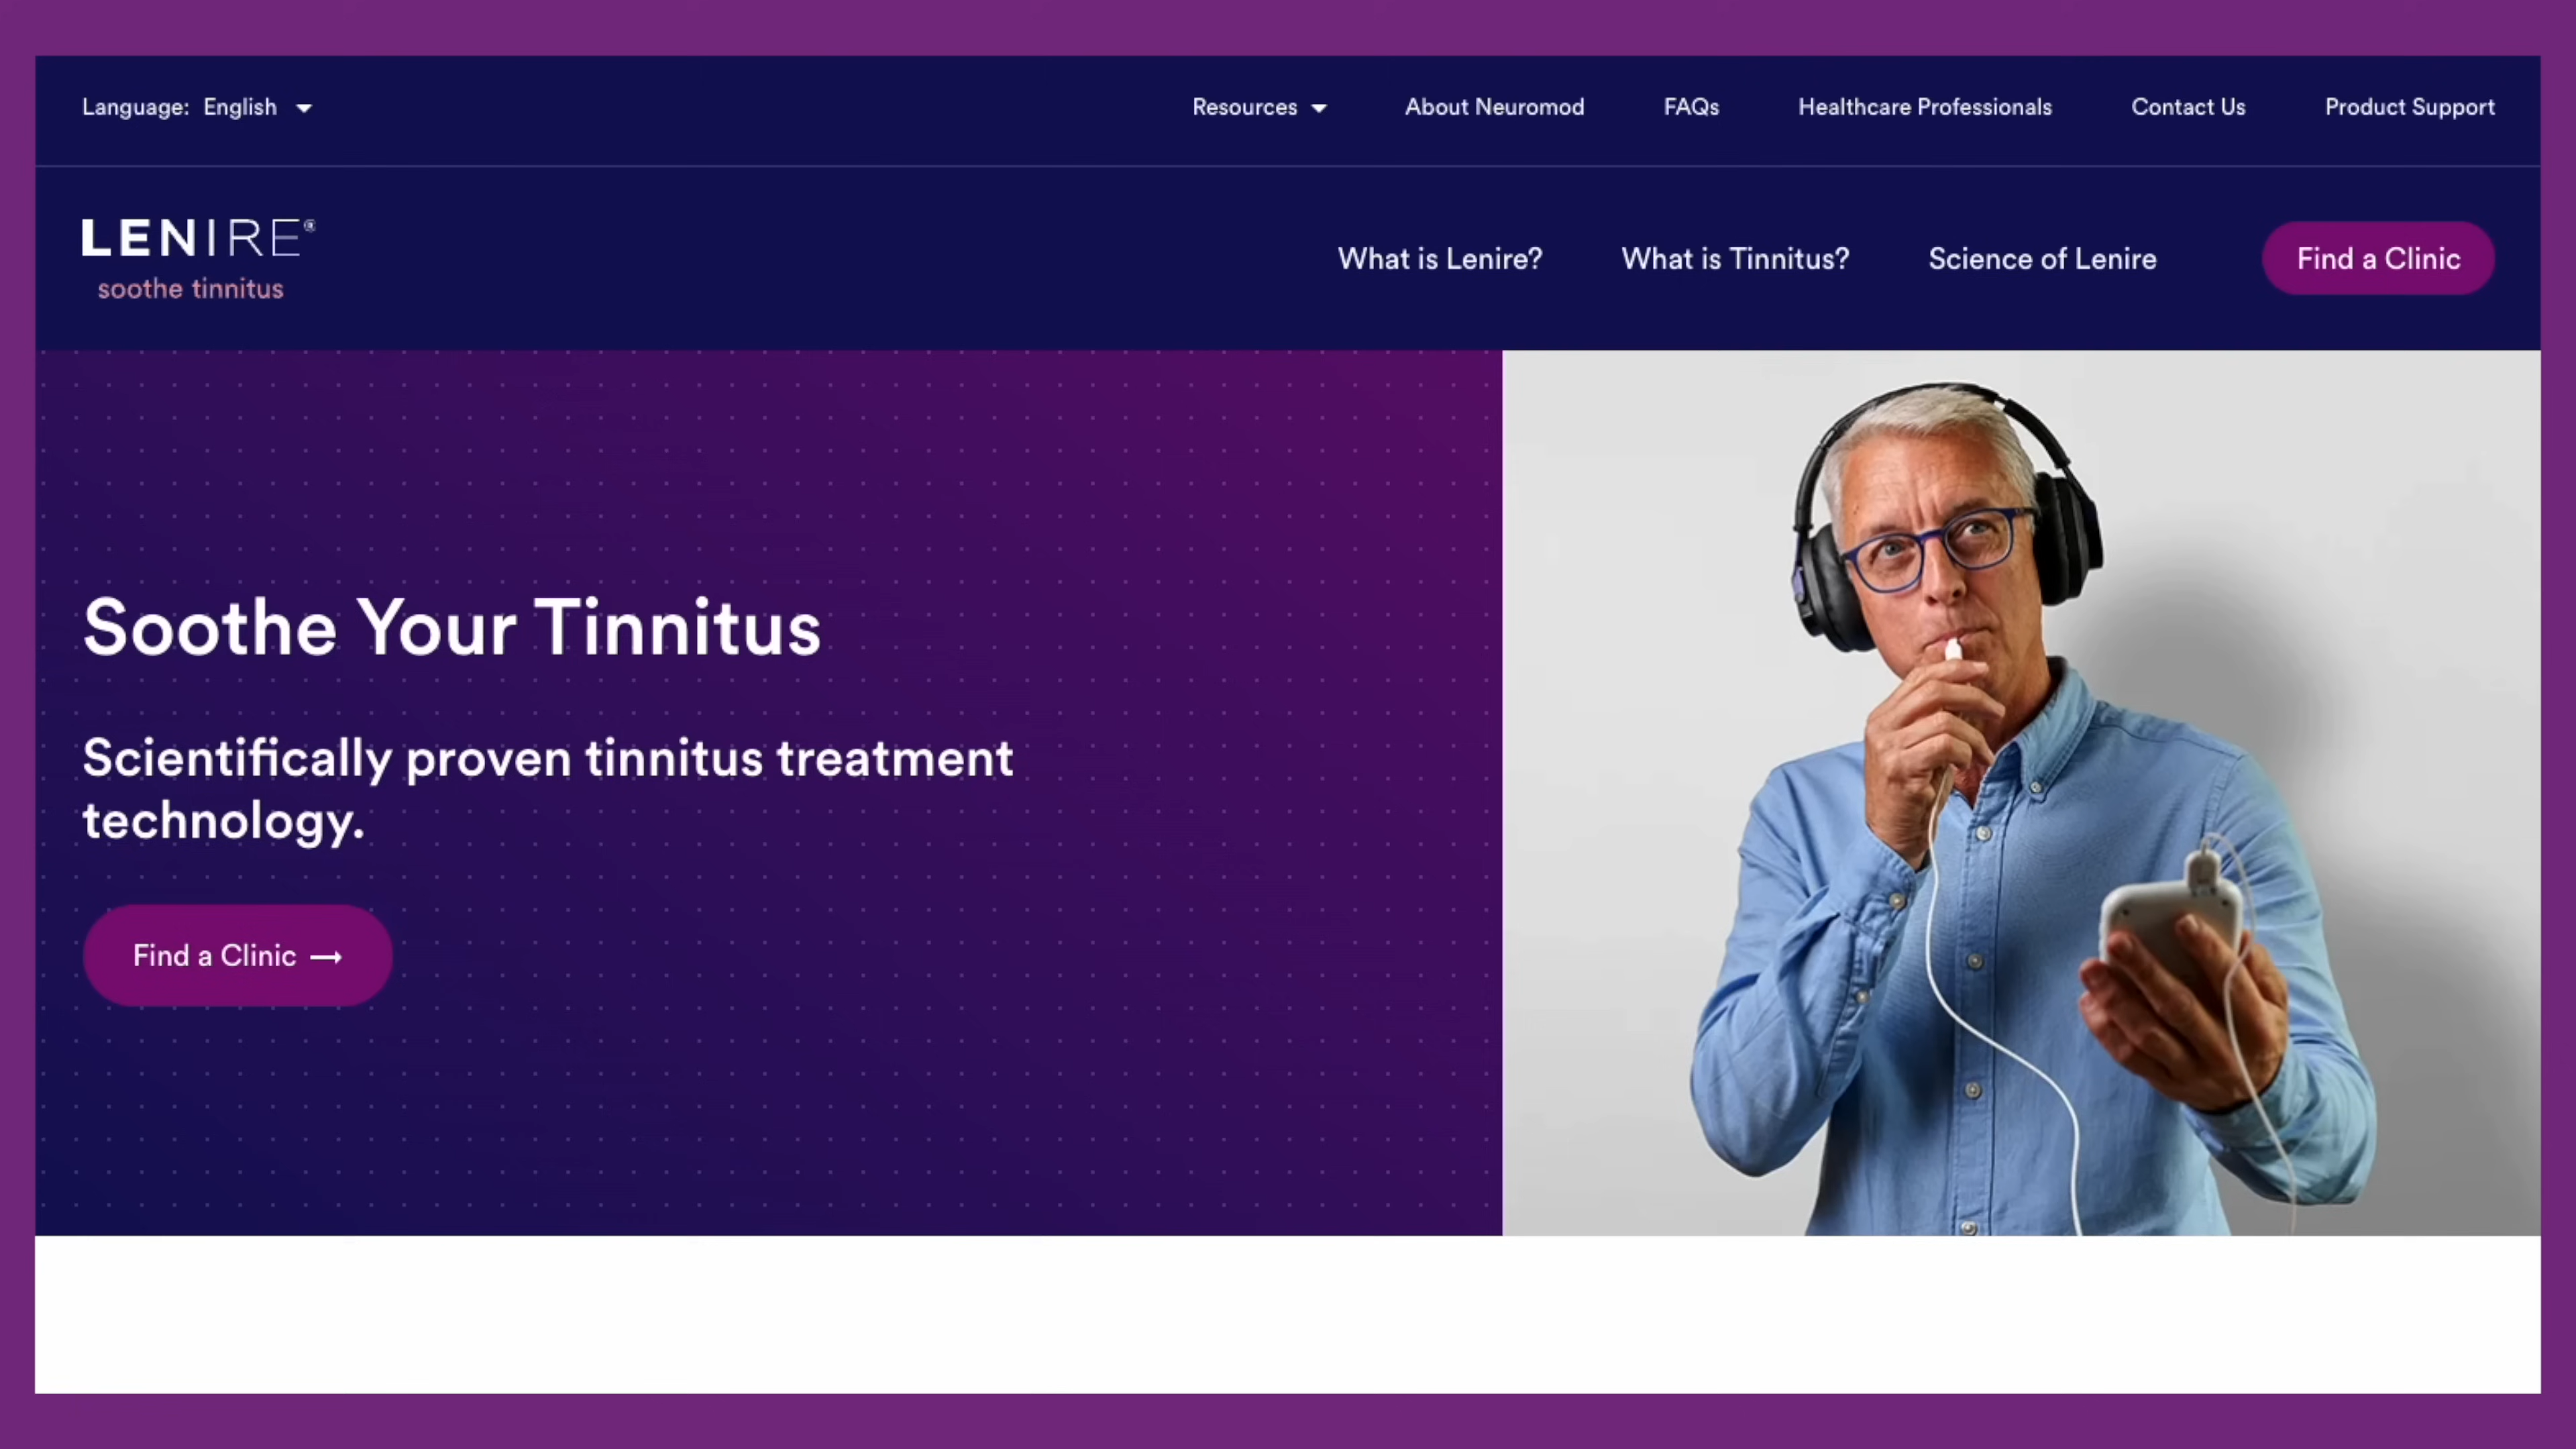 Language: English
Resources
About Neuromod
FAQs
Healthcare Professionals
Contact Us
Product Support
LENIRE®
soothe tinnitus
What is Lenire?
What is Tinnitus?
Science of Lenire
Find a Clinic
Soothe Your Tinnitus
Scientifically proven tinnitus treatment
technology.
Find a Clinic →